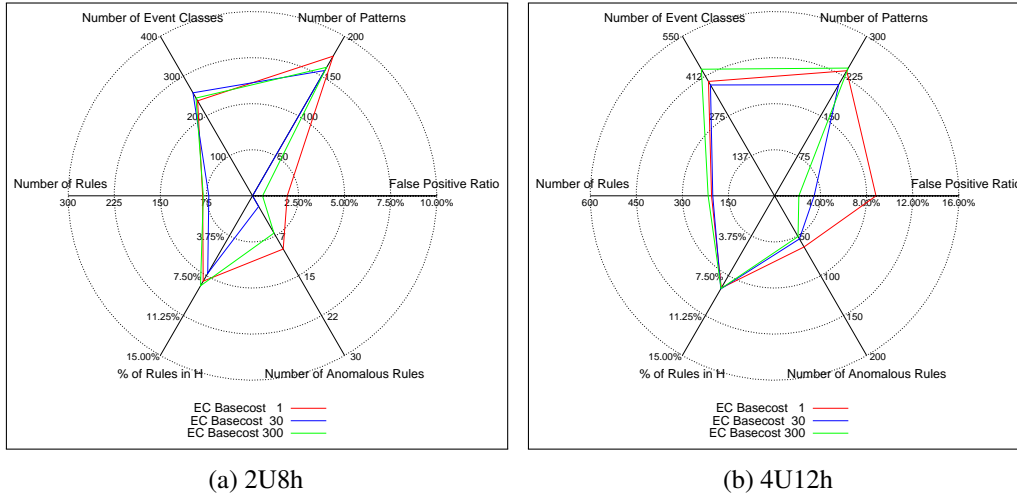 Number of Event Classes
Number of Patterns
400
200
300
150
200
100
100
50
Number of Rules
False Positive Ratio
300
225
150
75
2.50%
5.00%
7.50%
10.00%
3.75%
7
7.50%
15
11.25%
22
15.00%
30
% of Rules in H
Number of Anomalous Rules
EC Basecost 1
EC Basecost 30
EC Basecost 300
(a) 2U8h
Number of Event Classes
Number of Patterns
550
300
412
225
275
150
137
75
Number of Rules
False Positive Ratio
600
450
300
150
4.00%
8.00%
12.00%
16.00%
3.75%
50
7.50%
100
11.25%
150
15.00%
200
% of Rules in H
Number of Anomalous Rules
EC Basecost 1
EC Basecost 30
EC Basecost 300
(b) 4U12h